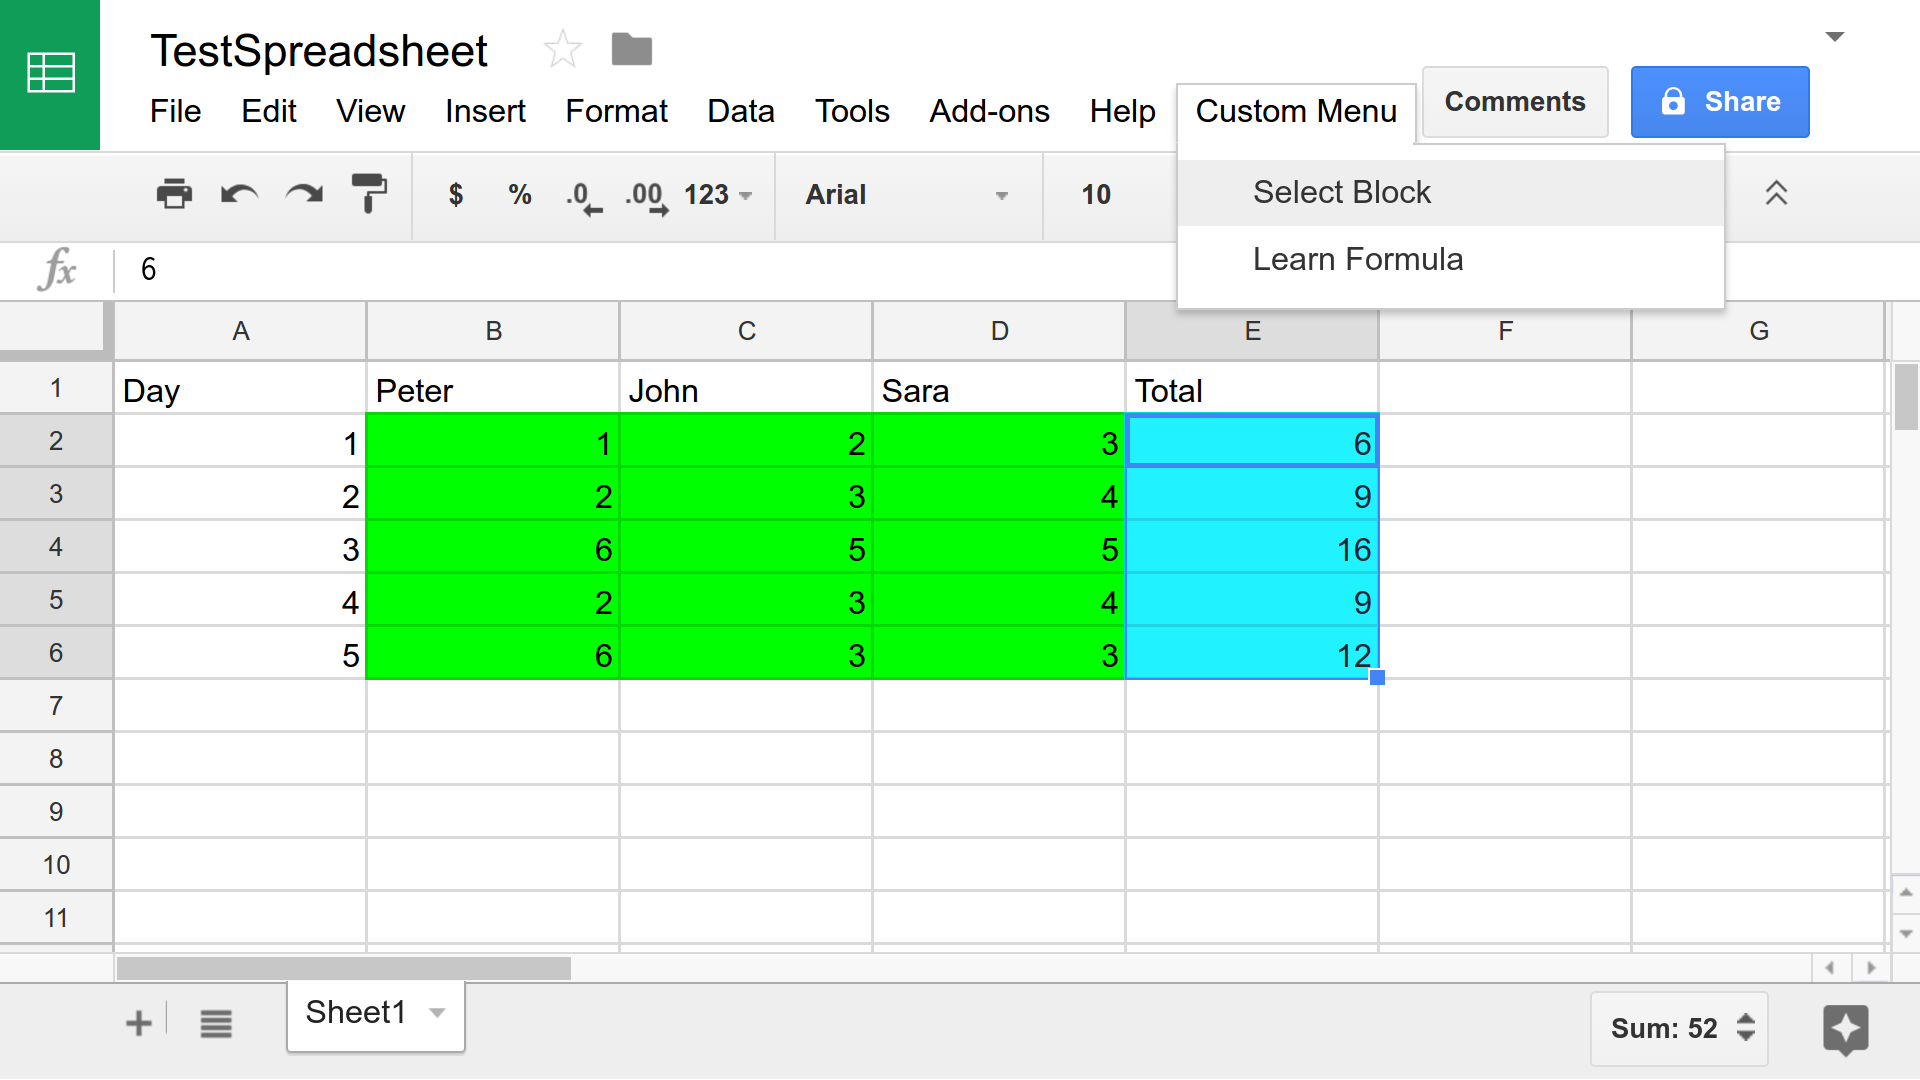 TestSpreadsheet
File Edit View Insert Format Data Tools Add-ons Help Custom Menu Comments Share
$ % .0 .00 123 Arial 10
Select Block
Learn Formula
fx 6
A B C D E F G
1 Day Peter John Sara Total
2 1 1 2 3 6
3 2 2 3 4 9
4 3 6 5 5 16
5 4 2 3 4 9
6 5 6 3 3 12
7
8
9
10
11
Sheet1 Sum: 52